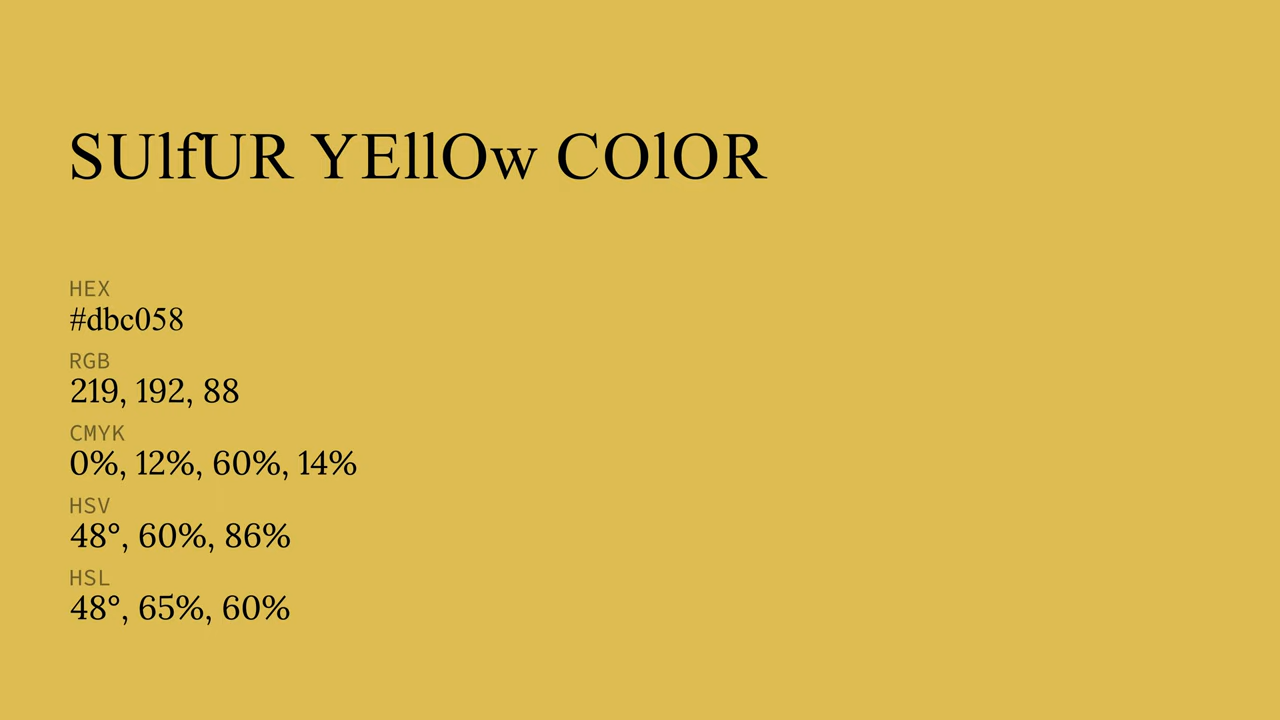 SUlfUR YEllOw COlOR
HEX
#dbc058
RGB
219, 192, 88
CMYK
0%, 12%, 60%, 14%
HSV
48°, 60%, 86%
HSL
48°, 65%, 60%